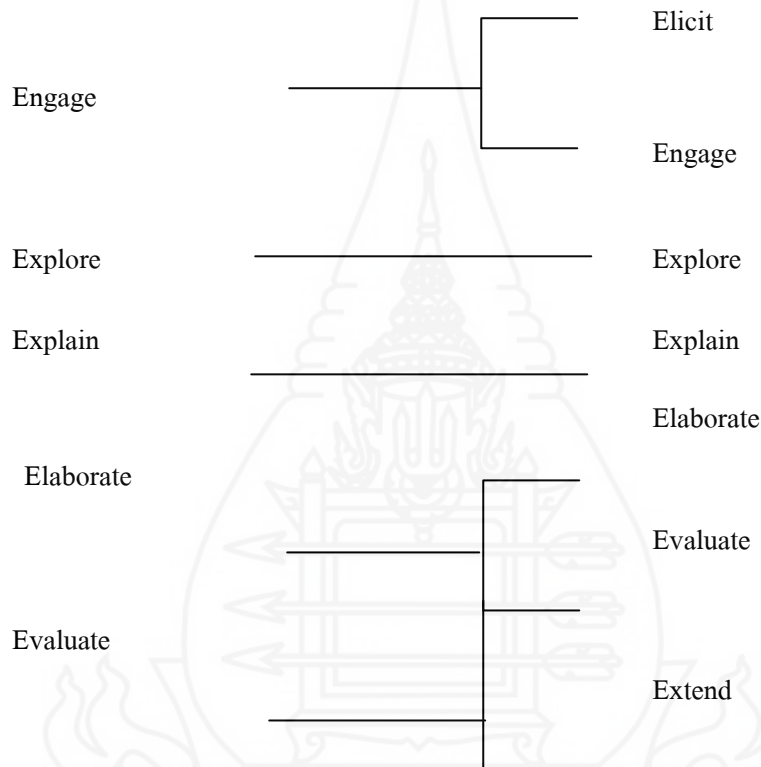 Elicit
Engage
Engage
Explore Explore
Explain Explain
Elaborate
Elaborate
Evaluate
Evaluate
Extend